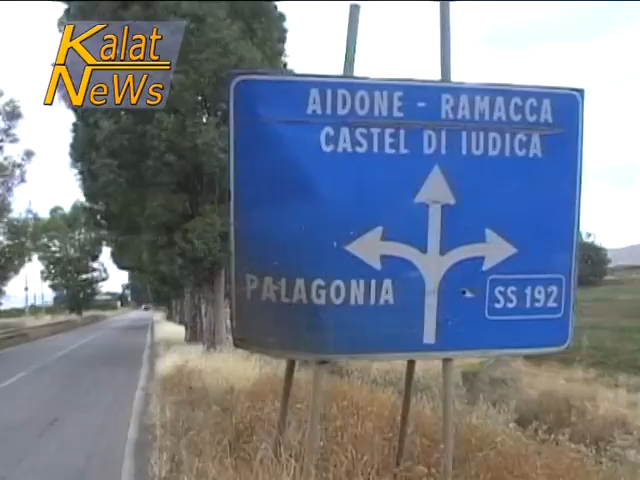 Kalat
News
AIDONE - RAMACCA
CASTEL DI IUDICA
PALAGONIA
SS 192